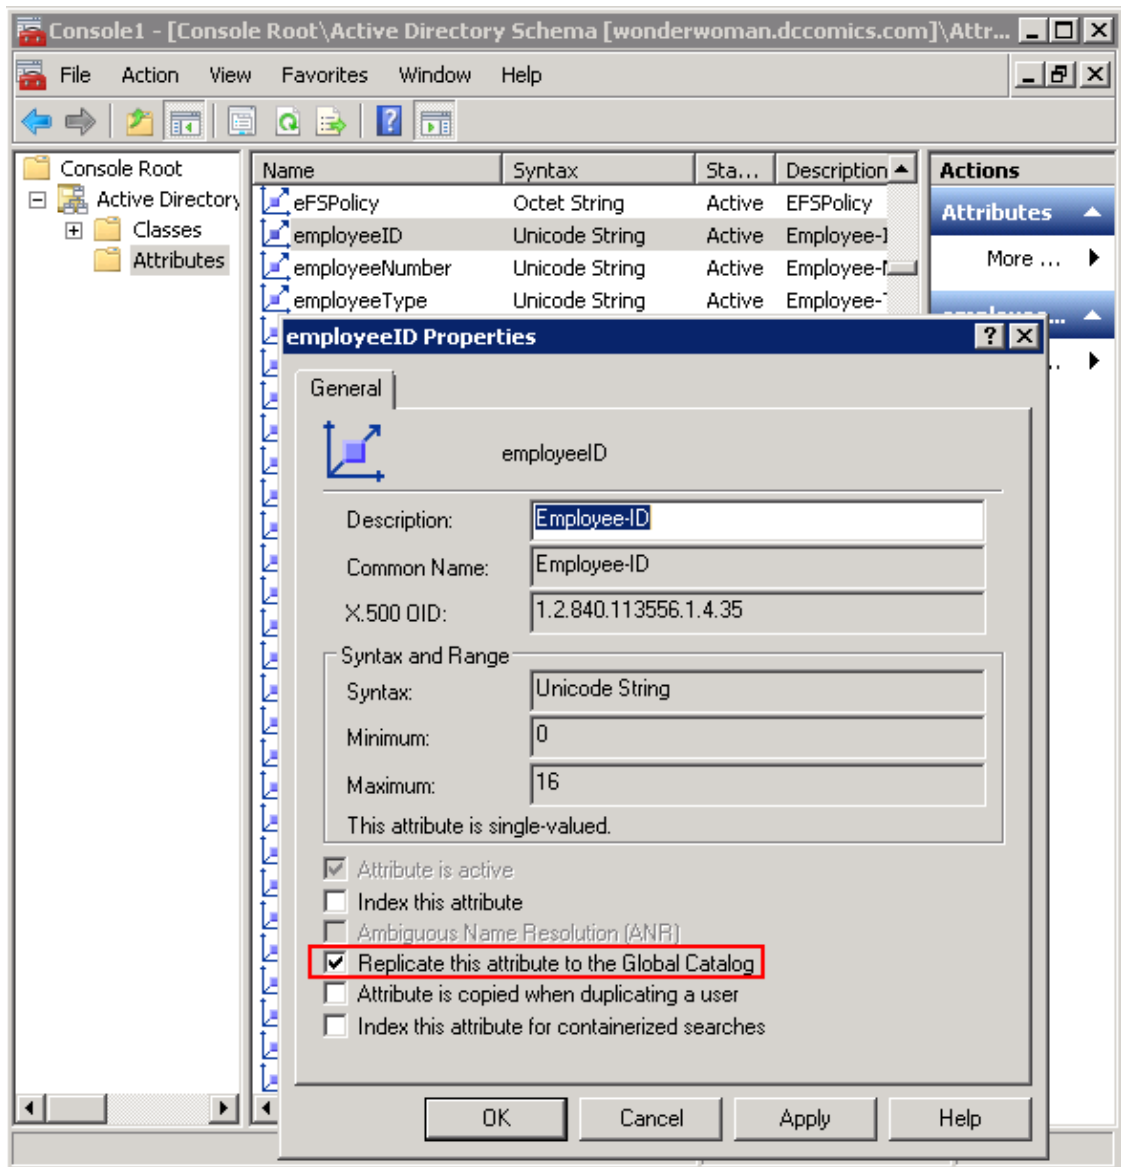 Console1 - [Console Root\Active Directory Schema [wonderwoman.dccomics.com]\Attr...
File Action View Favorites Window Help
Console Root
Active Directory
Classes
Attributes
Name Syntax Sta... Description
eFSPolicy Octet String Active EFSPolicy
employeeID Unicode String Active Employee-I
employeeNumber Unicode String Active Employee-N
employeeType Unicode String Active Employee-T
Actions
Attributes
More ...
employeeID Properties
General
employeeID
Description: Employee-ID
Common Name: Employee-ID
X.500 OID: 1.2.840.113556.1.4.35
Syntax and Range
Syntax: Unicode String
Minimum: 0
Maximum: 16
This attribute is single-valued.
Attribute is active
Index this attribute
Ambiguous Name Resolution (ANR)
Replicate this attribute to the Global Catalog
Attribute is copied when duplicating a user
Index this attribute for containerized searches
OK Cancel Apply Help